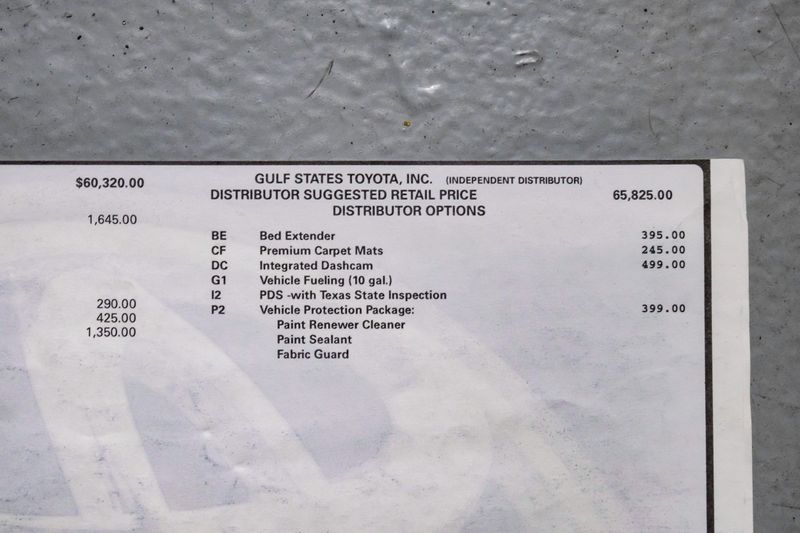 $60,320.00
1,645.00
290.00
425.00
1,350.00
GULF STATES TOYOTA, INC. (INDEPENDENT DISTRIBUTOR)
DISTRIBUTOR SUGGESTED RETAIL PRICE 65,825.00
DISTRIBUTOR OPTIONS
BE Bed Extender 395.00
CF Premium Carpet Mats 245.00
DC Integrated Dashcam 499.00
G1 Vehicle Fueling (10 gal.)
I2 PDS -with Texas State Inspection
P2 Vehicle Protection Package: 399.00
Paint Renewer Cleaner
Paint Sealant
Fabric Guard